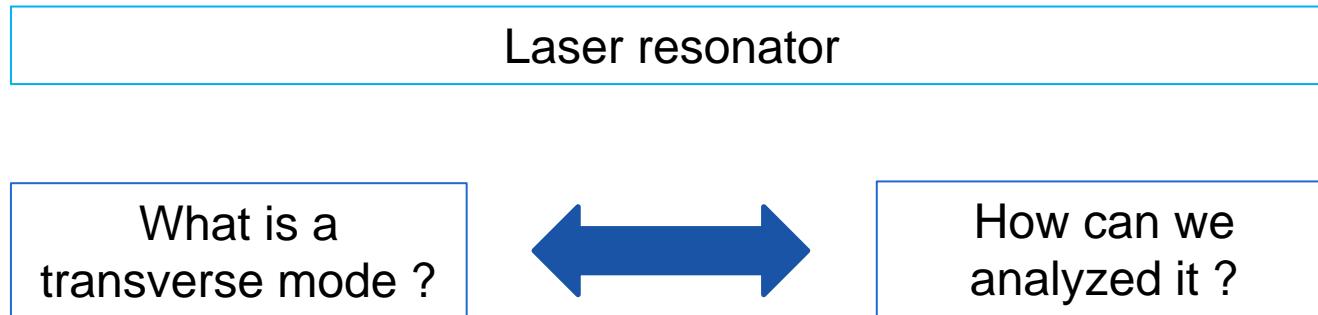 Laser resonator
What is a
transverse mode ?
How can we
analyzed it ?